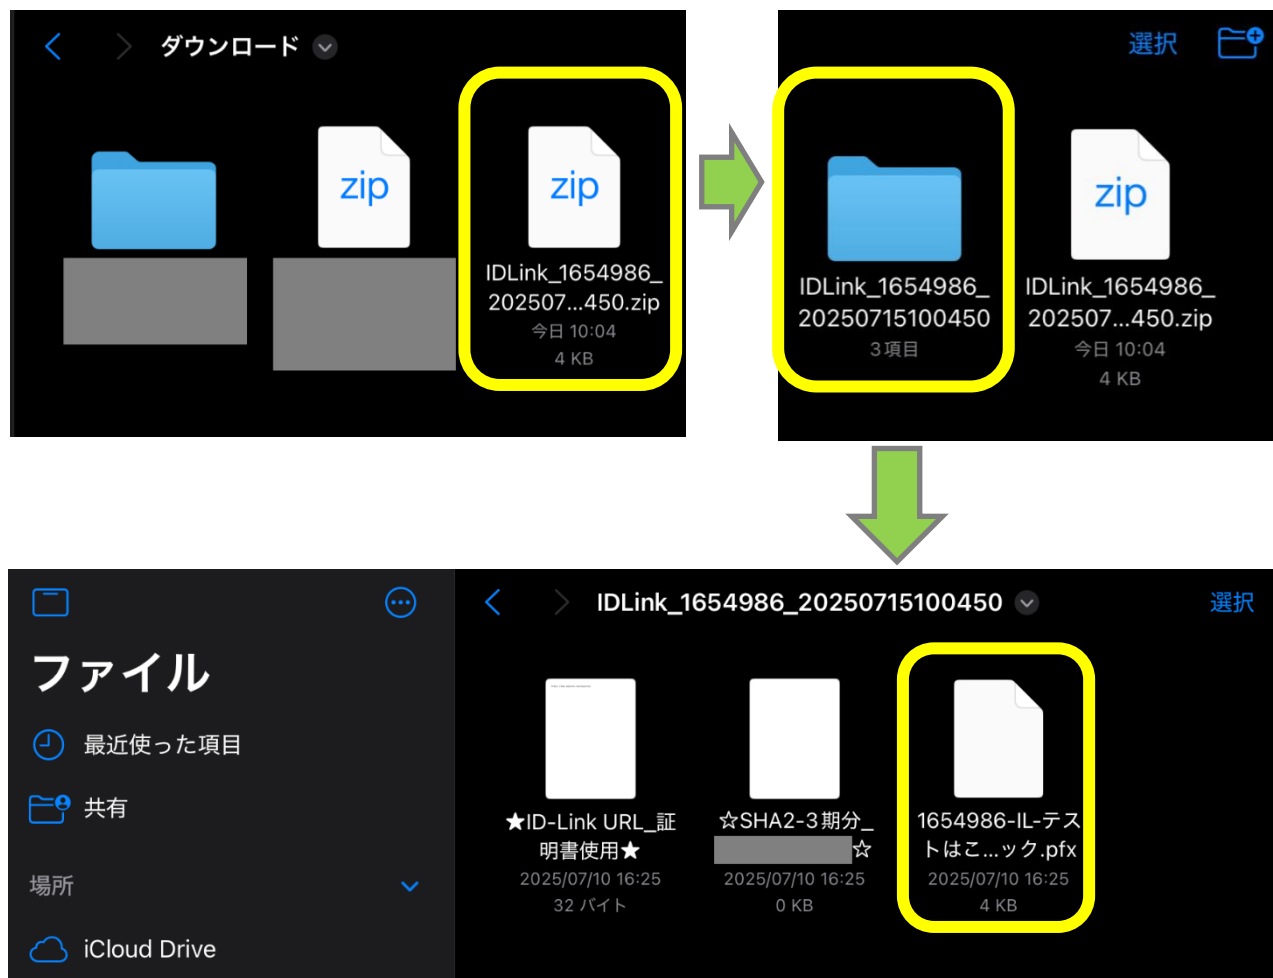 ダウンロード
zip
zip
IDLink_1654986_
202507...450.zip
今日 10:04
4 KB
選択
zip
IDLink_1654986_
20250715100450
3項目
IDLink_1654986_
202507...450.zip
今日 10:04
4 KB
ファイル
最近使った項目
共有
場所
iCloud Drive
IDLink_1654986_20250715100450
選択
★ID-Link URL_証
明書使用★
2025/07/10 16:25
32 バイト
☆SHA2-3期分_
☆
2025/07/10 16:25
0 KB
1654986-IL-テス
トはこ...ック.pfx
2025/07/10 16:25
4 KB